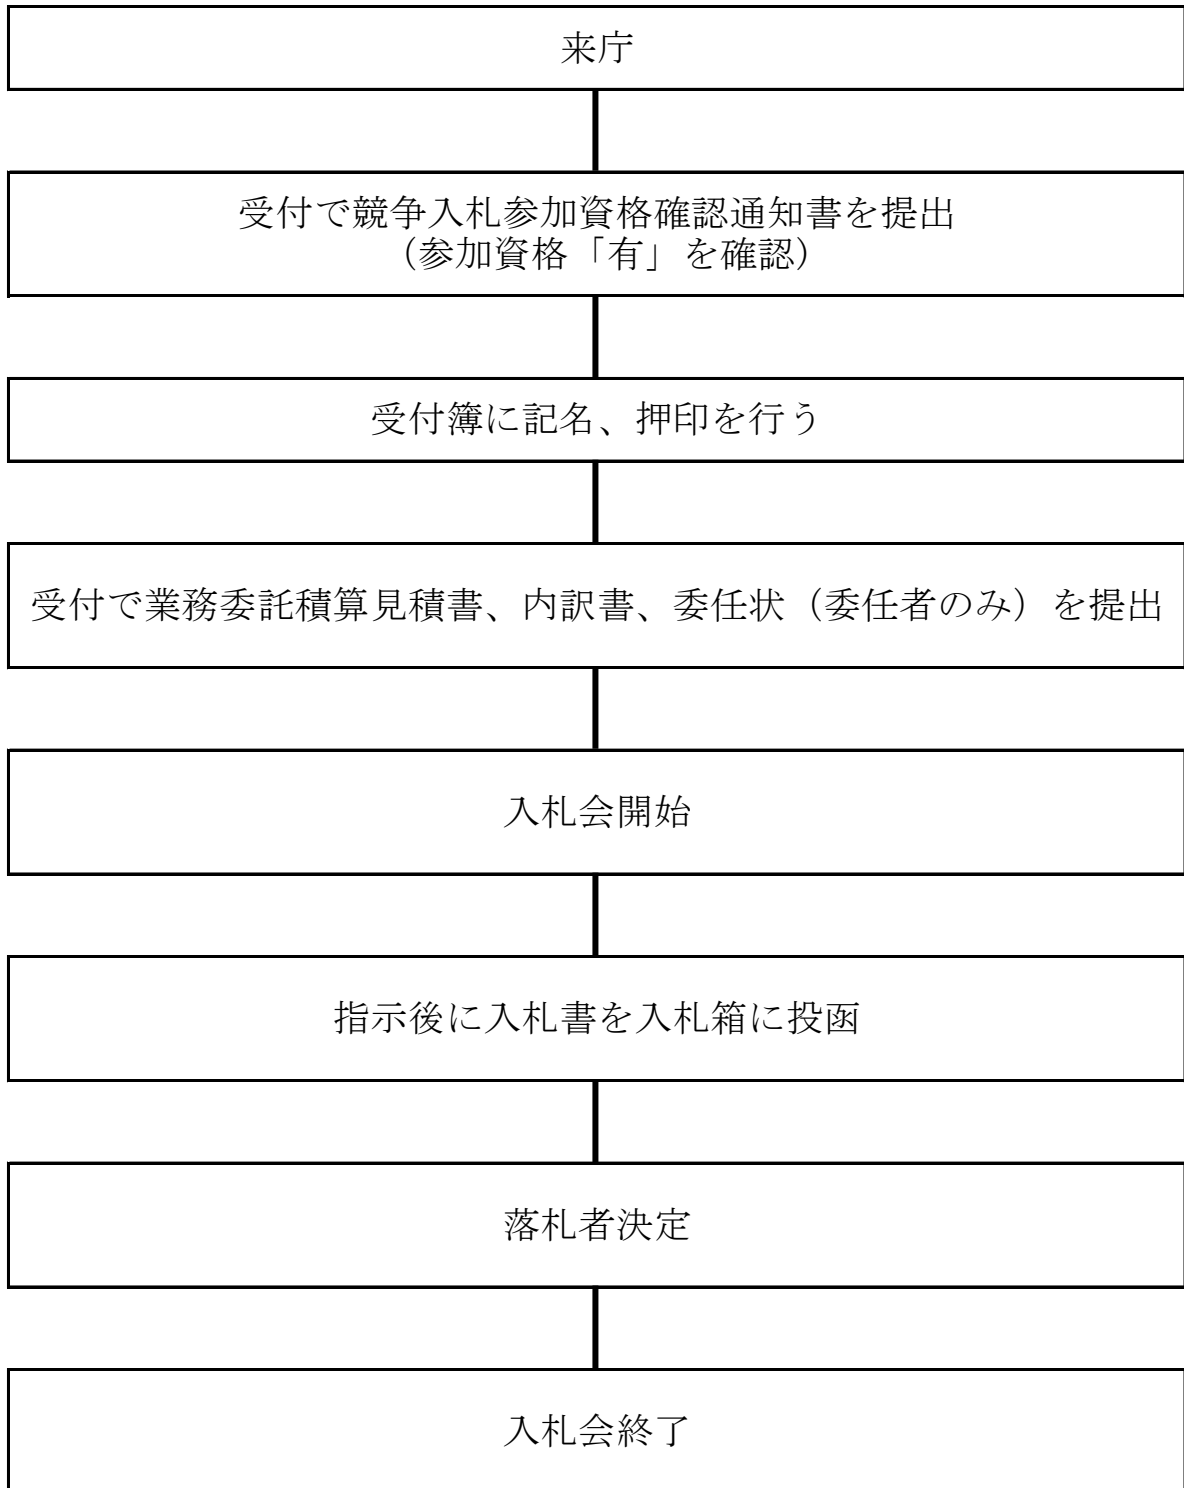 来庁
受付で競争入札参加資格確認通知書を提出
（参加資格「有」を確認）
受付簿に記名、押印を行う
受付で業務委託積算見積書、内訳書、委任状（委任者のみ）を提出
入札会開始
指示後に入札書を入札箱に投函
落札者決定
入札会終了